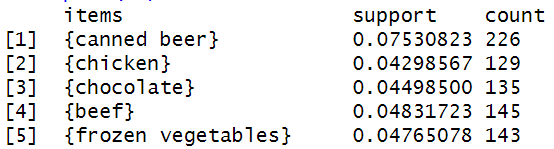 items support count
[1] {canned beer} 0.07530823 226
[2] {chicken} 0.04298567 129
[3] {chocolate} 0.04498500 135
[4] {beef} 0.04831723 145
[5] {frozen vegetables} 0.04765078 143